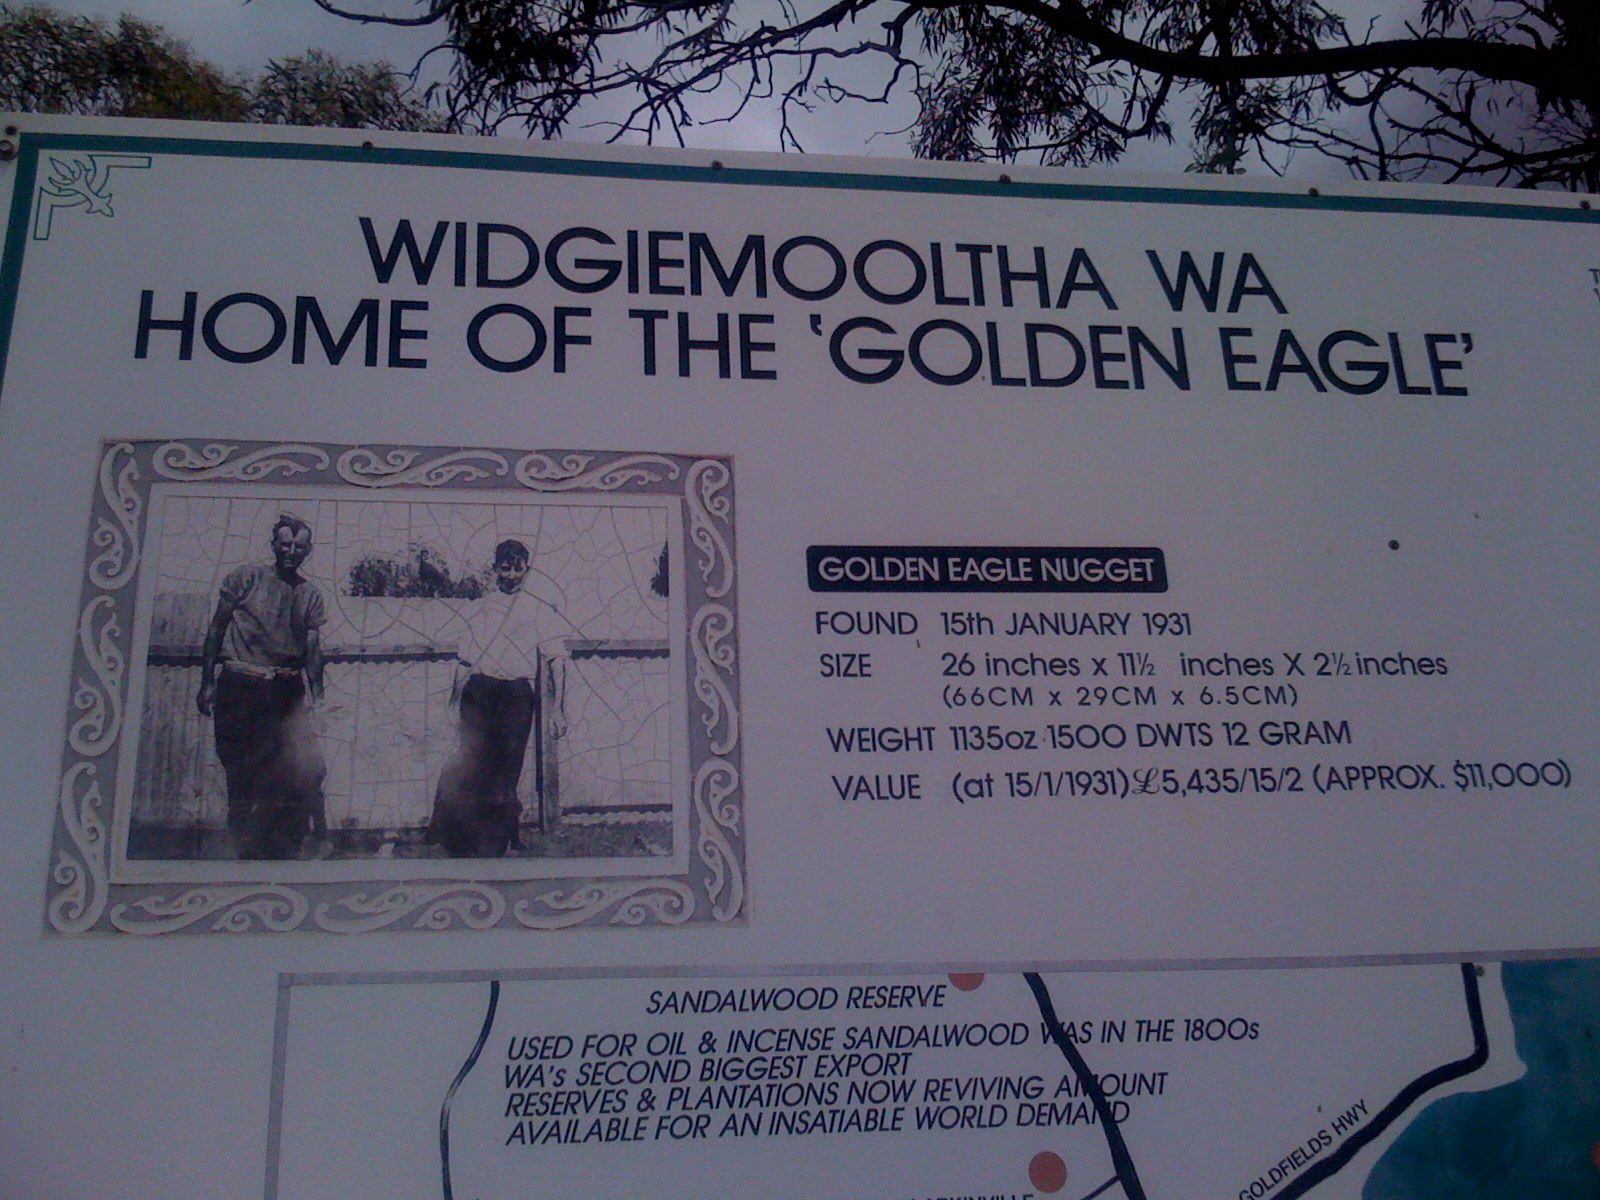 WIDGIEMOOLTHA WA
HOME OF THE 'GOLDEN EAGLE'
GOLDEN EAGLE NUGGET
FOUND 15th JANUARY 1931
SIZE 26 inches x 11½ inches X 2½ inches
(66CM x 29CM x 6.5CM)
WEIGHT 1135oz 1500 DWTS 12 GRAM
VALUE (at 15/1/1931) £5,435/15/2 (APPROX. $11,000)
SANDALWOOD RESERVE
USED FOR OIL & INCENSE SANDALWOOD WAS IN THE 1800s
WA's SECOND BIGGEST EXPORT
RESERVES & PLANTATIONS NOW REVIVING AMOUNT
AVAILABLE FOR AN INSATIABLE WORLD DEMAND
GOLDFIELDS HWY